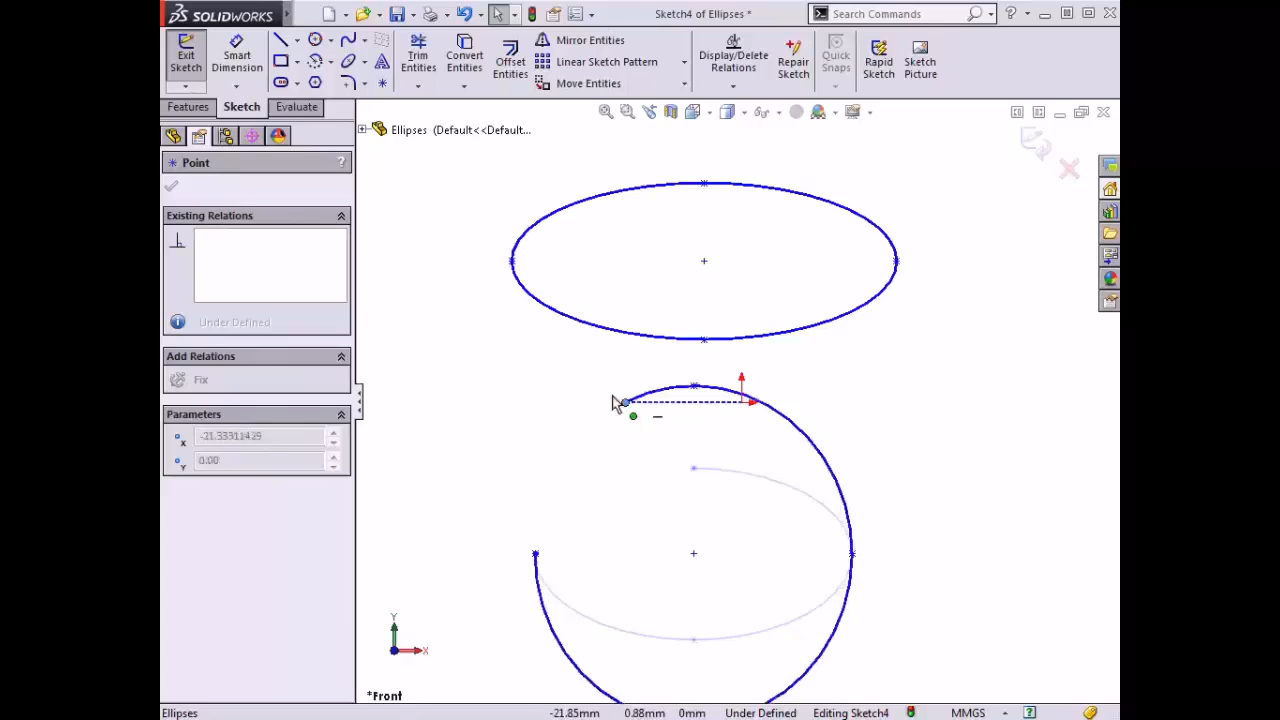 SOLIDWORKS
Sketch4 of Ellipses *
Search Commands
Exit Sketch
Smart Dimension
Trim Entities
Convert Entities
Offset Entities
Mirror Entities
Linear Sketch Pattern
Move Entities
Display/Delete Relations
Repair Sketch
Quick Snaps
Rapid Sketch
Sketch Picture
Features
Sketch
Evaluate
Ellipses (Default<<Default...
Point
?
Existing Relations
Under Defined
Add Relations
Fix
Parameters
-21.33311429
0.00
Y
X
*Front
Ellipses
-21.85mm
0.88mm
0mm
Under Defined
Editing Sketch4
MMGS